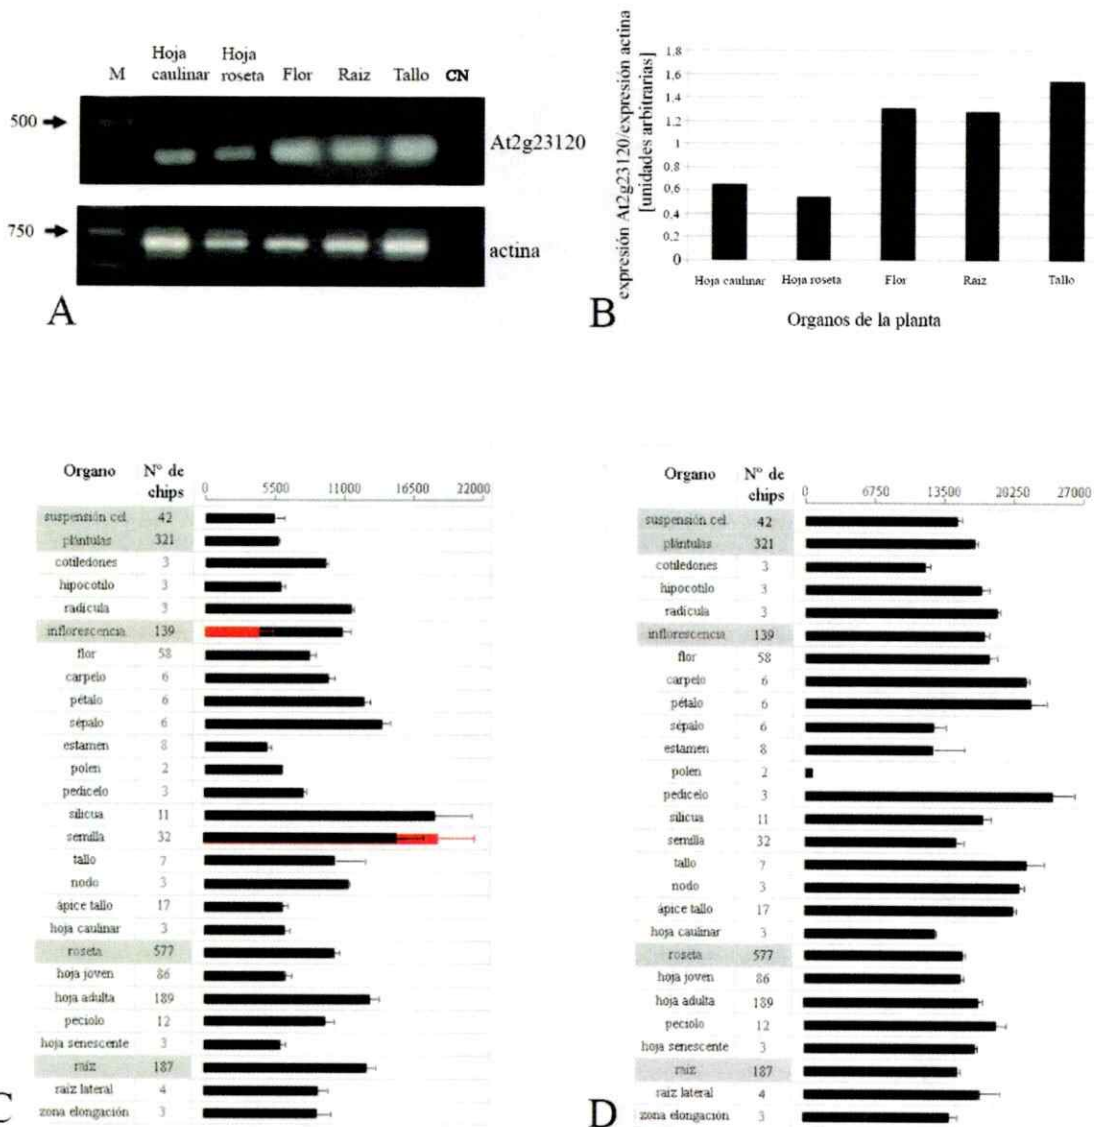 Hoja Hoja
M caulinar roseta Flor Raiz Tallo CN
500
At2g23120
750
actina
A
expresión At2g23120/expresión actina
[unidades arbitrarias]
1,8
1,6
1,4
1,2
1
0,8
0,6
0,4
0,2
0
Hoja caulinar Hoja roseta Flor Raiz Tallo
B
Organos de la planta
Organo N° de chips 0 5500 11000 16500 22000
suspensión cel. 42
plántulas 321
cotiledones 3
hipocotilo 3
radícula 3
inflorescencia 139
flor 58
carpelo 6
pétalo 6
sépalo 6
estamen 8
polen 2
pedicelo 3
silicua 11
semilla 32
tallo 7
nodo 3
ápice tallo 17
hoja caulinar 3
roseta 577
hoja joven 86
hoja adulta 189
peciolo 12
hoja senescente 3
raíz 187
raíz lateral 4
zona elongación 3
C
Organo N° de chips 0 6750 13500 20250 27000
suspensión cel. 42
plántulas 321
cotiledones 3
hipocotilo 3
radícula 3
inflorescencia 139
flor 58
carpelo 6
pétalo 6
sépalo 6
estamen 8
polen 2
pedicelo 3
silicua 11
semilla 32
tallo 7
nodo 3
ápice tallo 17
hoja caulinar 3
roseta 577
hoja joven 86
hoja adulta 189
peciolo 12
hoja senescente 3
raíz 187
raíz lateral 4
zona elongación 3
D